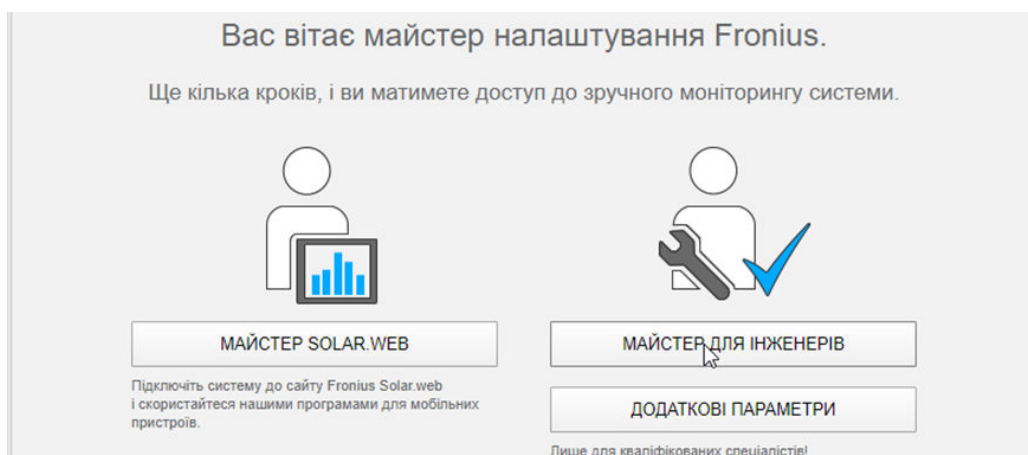 Вас вітає майстер налаштування Fronius.
Ще кілька кроків, і ви матимете доступ до зручного моніторингу системи.
МАЙСТЕР SOLAR.WEB
Підключіть систему до сайту Fronius Solar.web
і скористайтеся нашими програмами для мобільних
пристроїв.
МАЙСТЕР ДЛЯ ІНЖЕНЕРІВ
ДОДАТКОВІ ПАРАМЕТРИ
Лише для кваліфікованих спеціалістів!